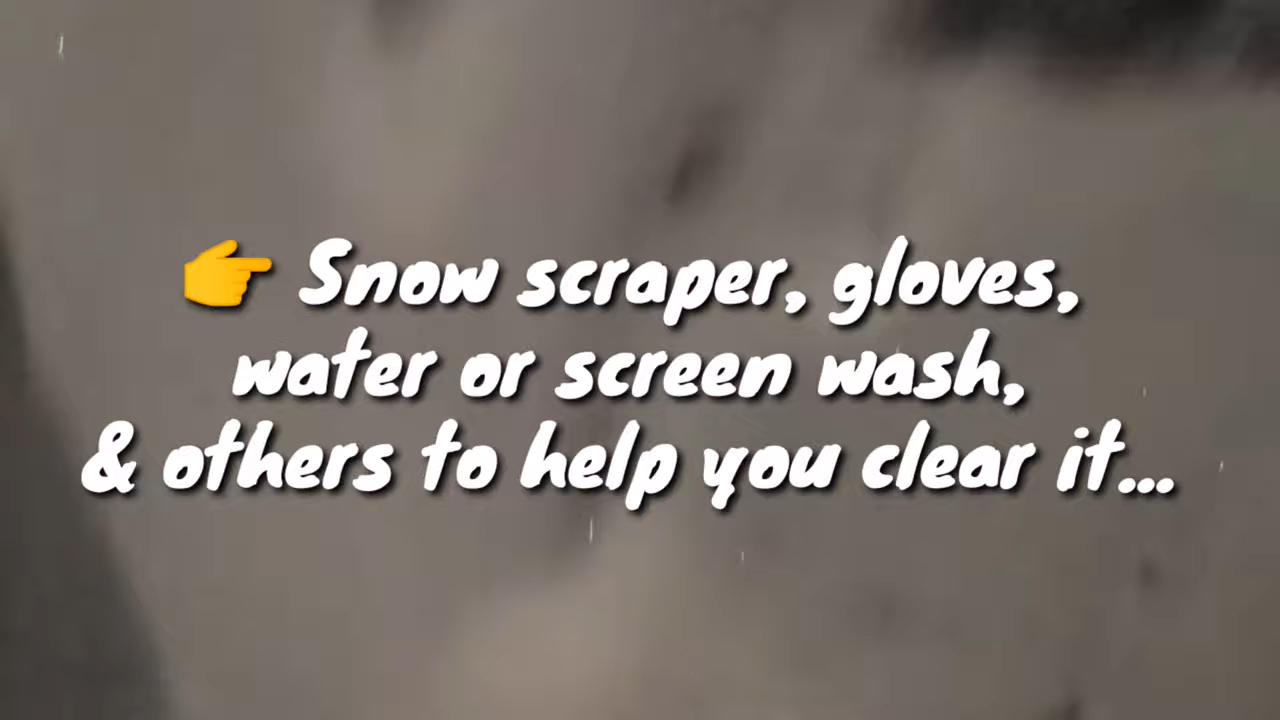 👉 Snow scraper, gloves,
water or screen wash,
& others to help you clear it...